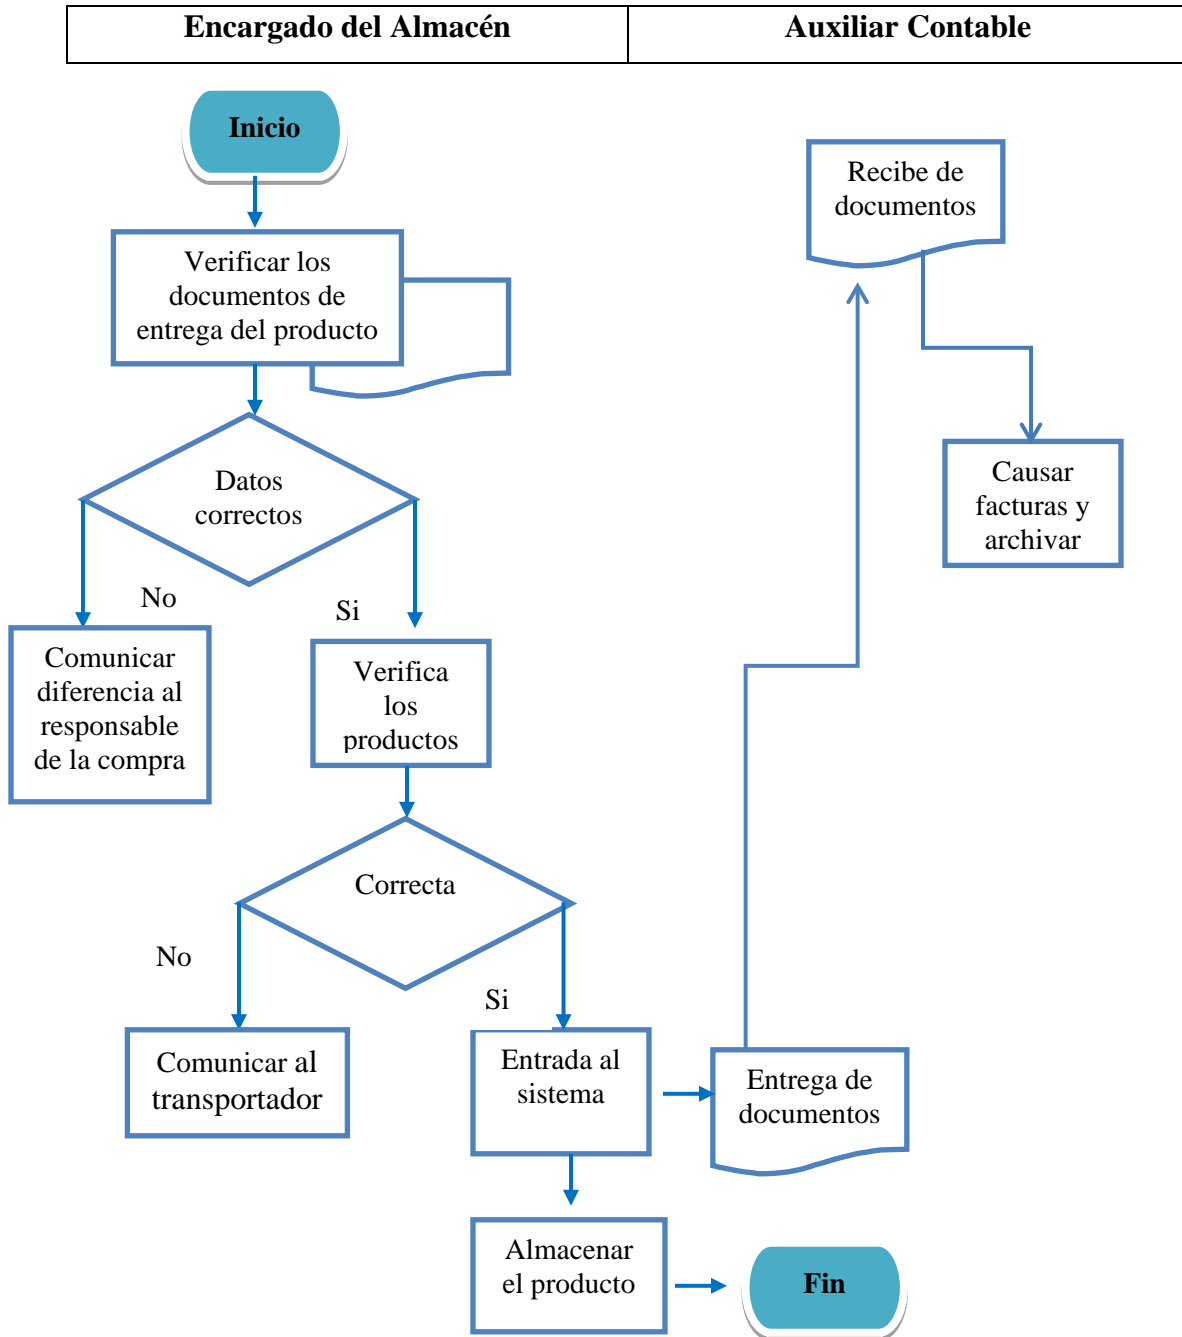 Encargado del Almacén
Auxiliar Contable
Inicio
Verificar los
documentos de
entrega del producto
Datos
correctos
No
Si
Comunicar
diferencia al
responsable
de la compra
Verifica
los
productos
Correcta
No
Si
Comunicar al
transportador
Entrada al
sistema
Entrega de
documentos
Almacenar
el producto
Fin
Recibe de
documentos
Causar
facturas y
archivar